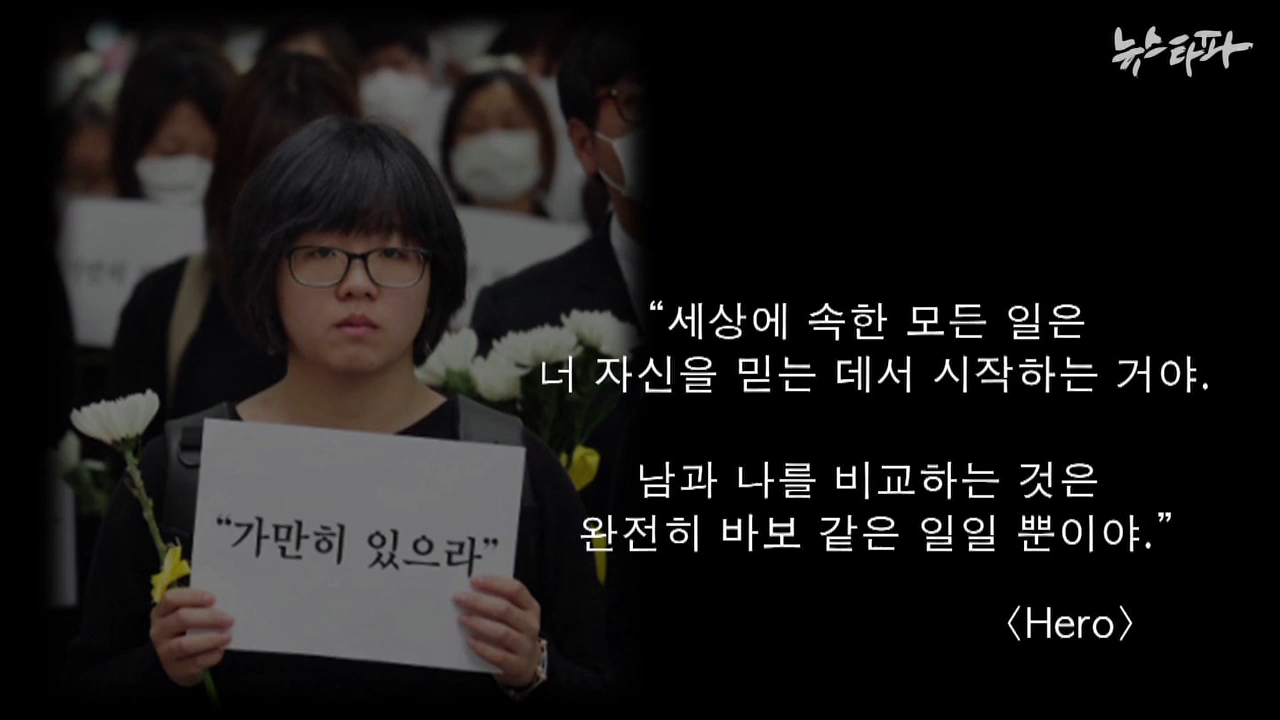 뉴스타파
“세상에 속한 모든 일은
너 자신을 믿는 데서 시작하는 거야.
남과 나를 비교하는 것은
완전히 바보 같은 일일 뿐이야.”
〈Hero〉
“가만히 있으라”